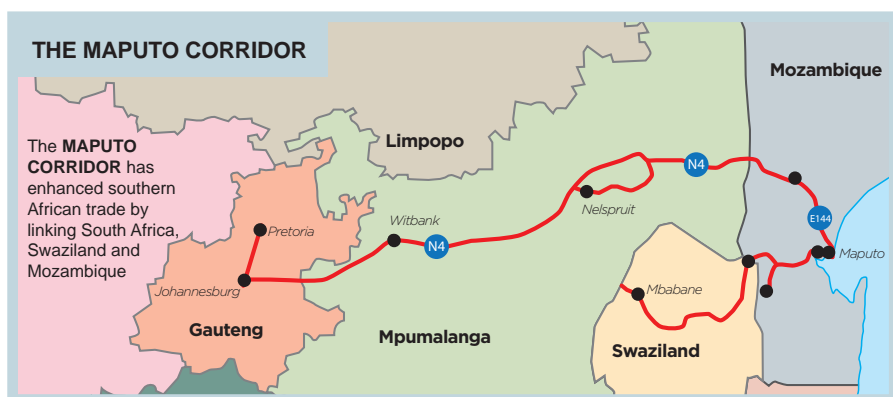 THE MAPUTO CORRIDOR
Mozambique
The MAPUTO
CORRIDOR has
enhanced southern
African trade by
linking South Africa,
Swaziland and
Mozambique
Limpopo
N4
Nelspruit
Witbank
E144
Pretoria
N4
Maputo
Johannesburg
Mbabane
Gauteng
Mpumalanga
Swaziland